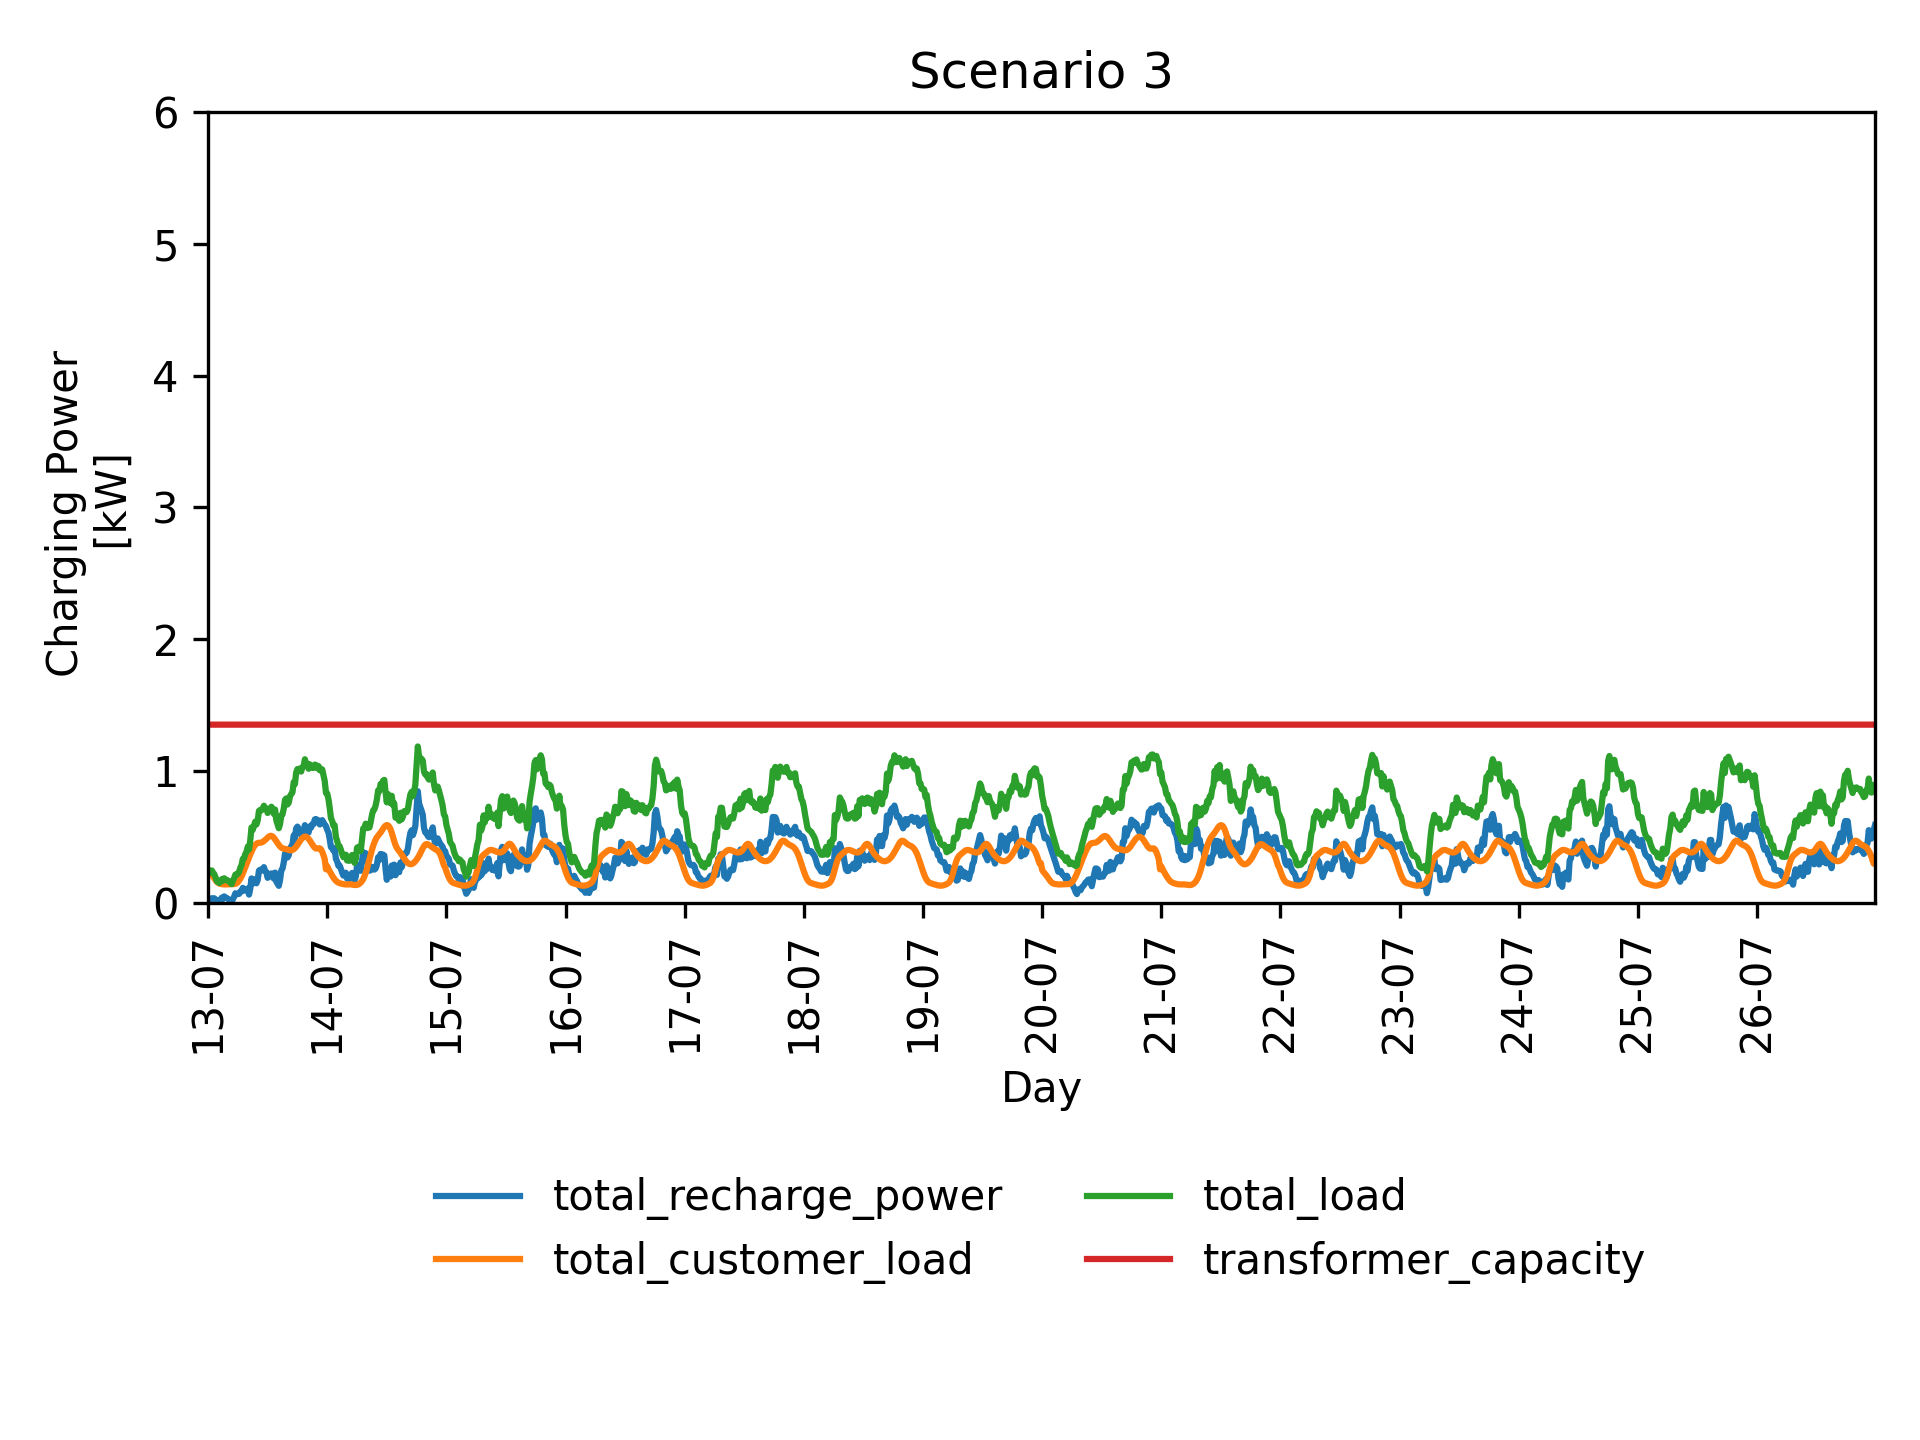 Scenario 3
6
5
4
3
2
1
0
Charging Power
[kW]
13-07
14-07
15-07
16-07
17-07
18-07
19-07
20-07
21-07
22-07
23-07
24-07
25-07
26-07
Day
total_recharge_power
total_customer_load
total_load
transformer_capacity